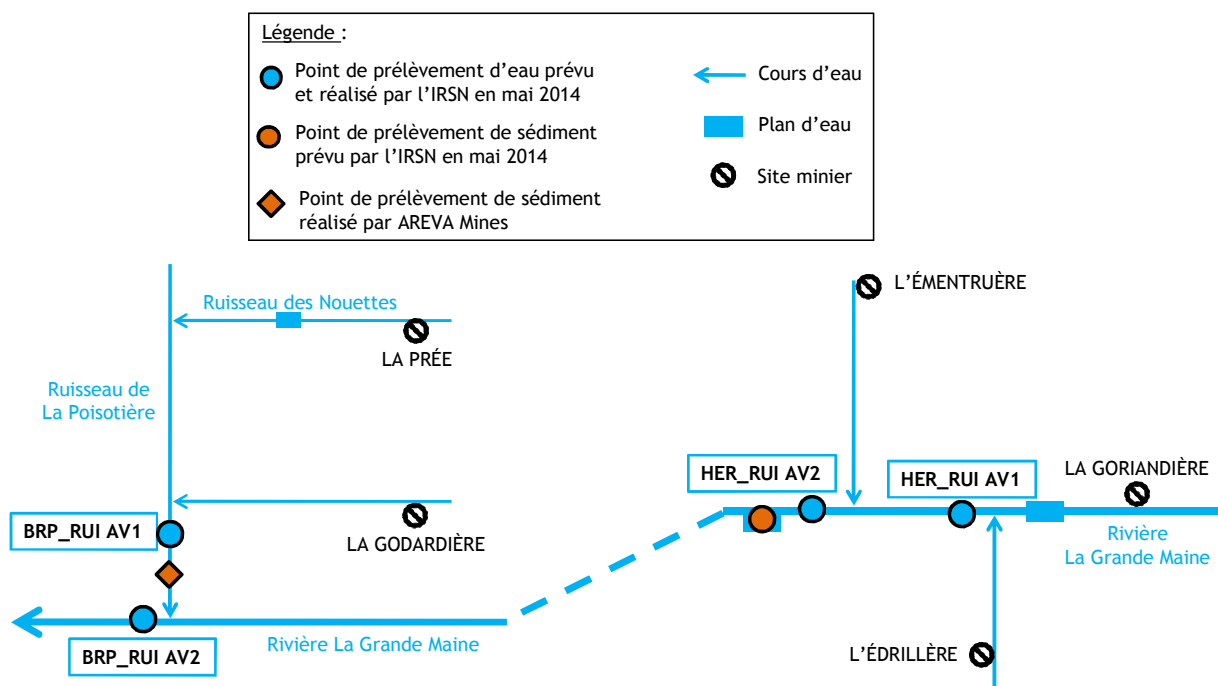 Légende :
Point de prélèvement d’eau prévu
et réalisé par l’IRSN en mai 2014
Point de prélèvement de sédiment
prévu par l’IRSN en mai 2014
Point de prélèvement de sédiment
réalisé par AREVA Mines
Cours d’eau
Plan d’eau
Site minier
L’ÉMENTRUÈRE
Ruisseau des Nouettes
LA PRÉE
Ruisseau de
La Poisotière
HER_RUI AV2
HER_RUI AV1
LA GORIANDIÈRE
BRP_RUI AV1
LA GODARDIÈRE
Rivière
La Grande Maine
Rivière La Grande Maine
BRP_RUI AV2
L’ÉDRILLÈRE